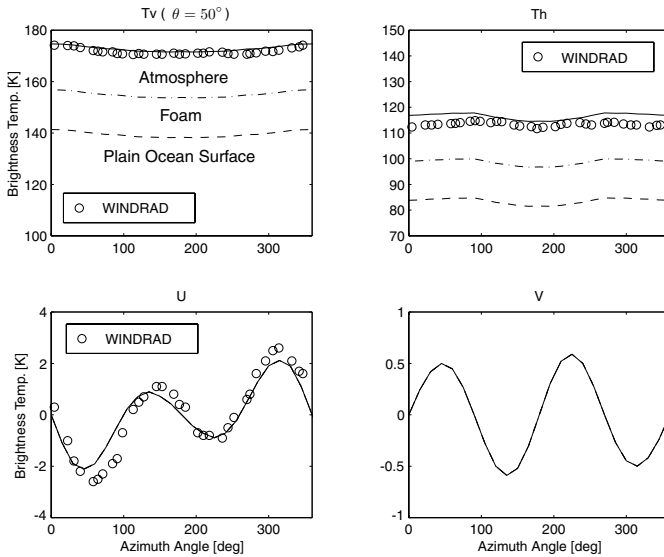 Tv ( θ = 50° )
180
160
140
120
100
0
100
200
300
Brightness Temp. [K]
Atmosphere
Foam
Plain Ocean Surface
WINDRAD
Th
150
140
130
120
110
100
90
80
70
0
100
200
300
WINDRAD
U
4
2
0
-2
-4
0
100
200
300
Brightness Temp. [K]
Azimuth Angle [deg]
WINDRAD
V
1
0.5
0
-0.5
-1
0
100
200
300
Azimuth Angle [deg]